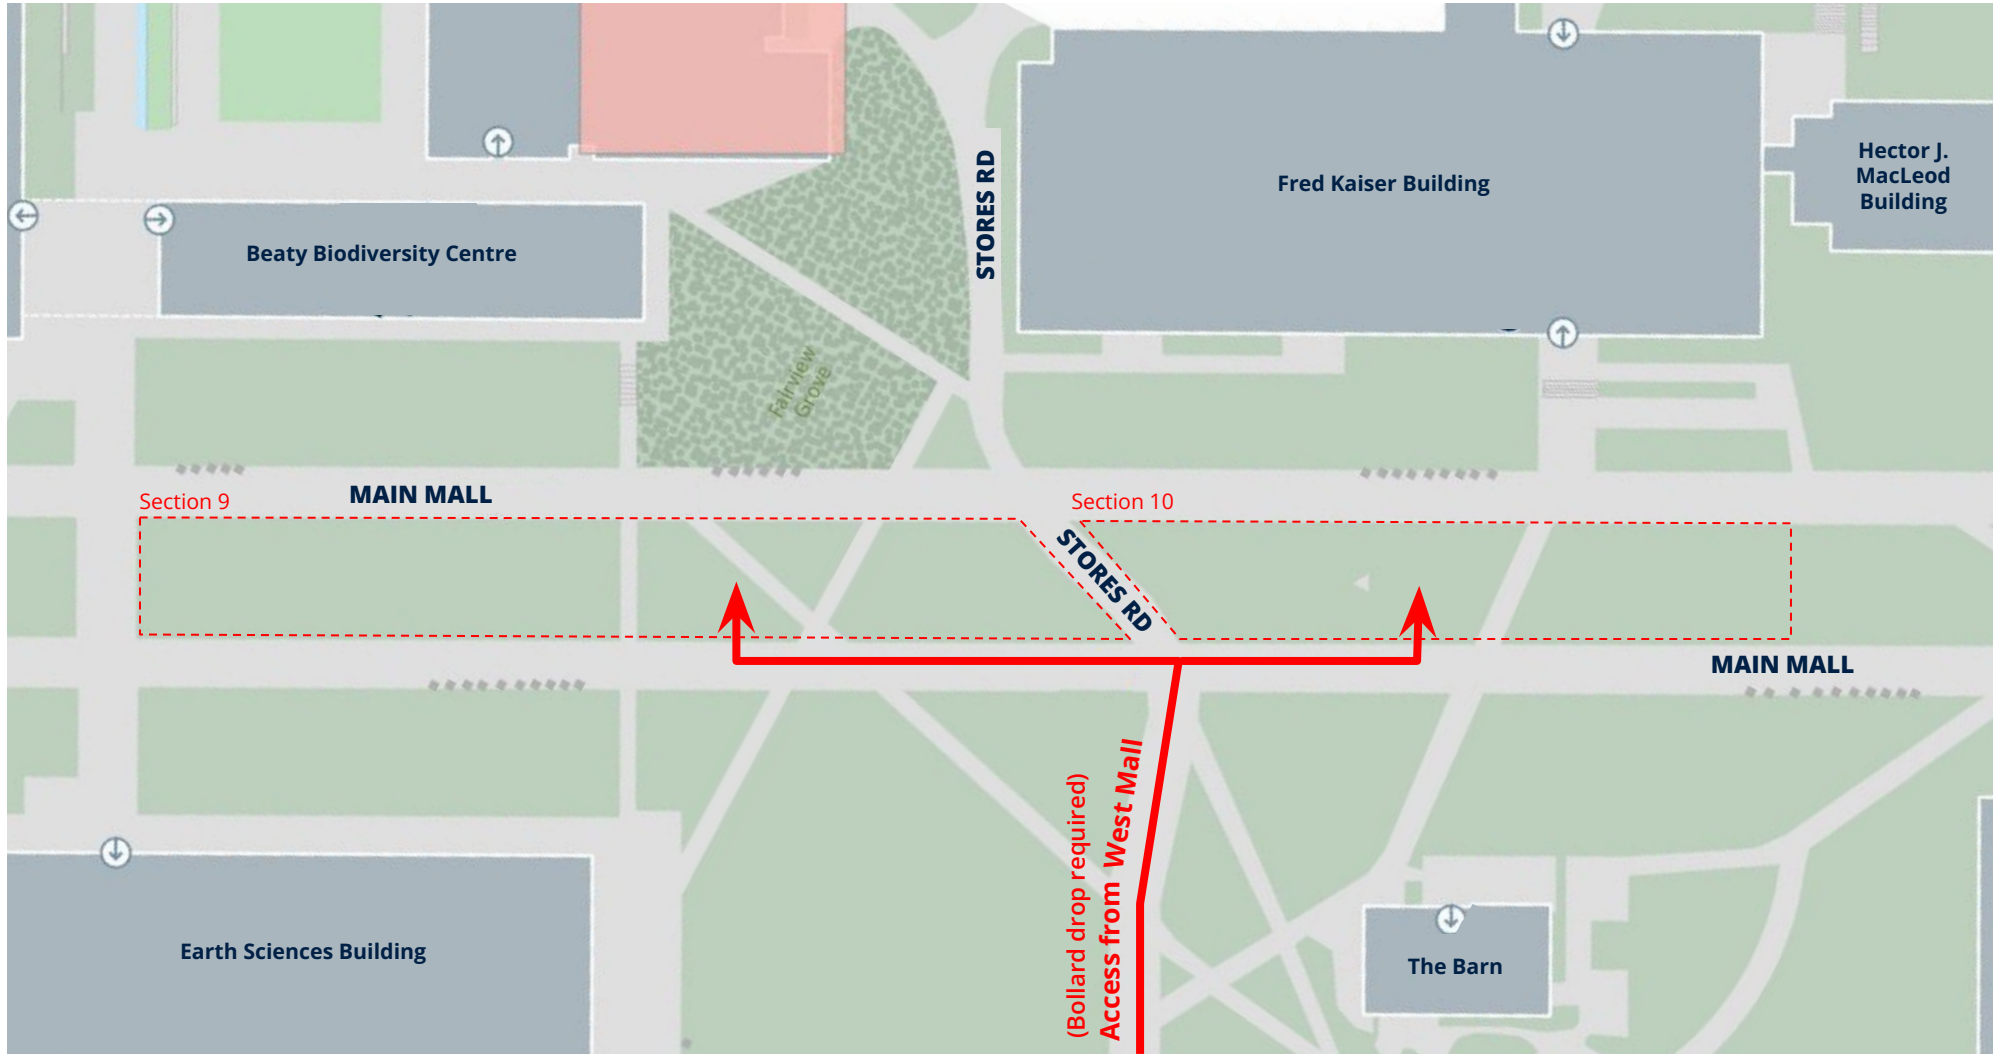 STORES RD
Fred Kaiser Building
Hector J.
MacLeod
Building
Beaty Biodiversity Centre
Fairview
Grove
MAIN MALL
Section 9
Section 10
STORES RD
MAIN MALL
(Bollard drop required)
Access from West Mall
Earth Sciences Building
The Barn